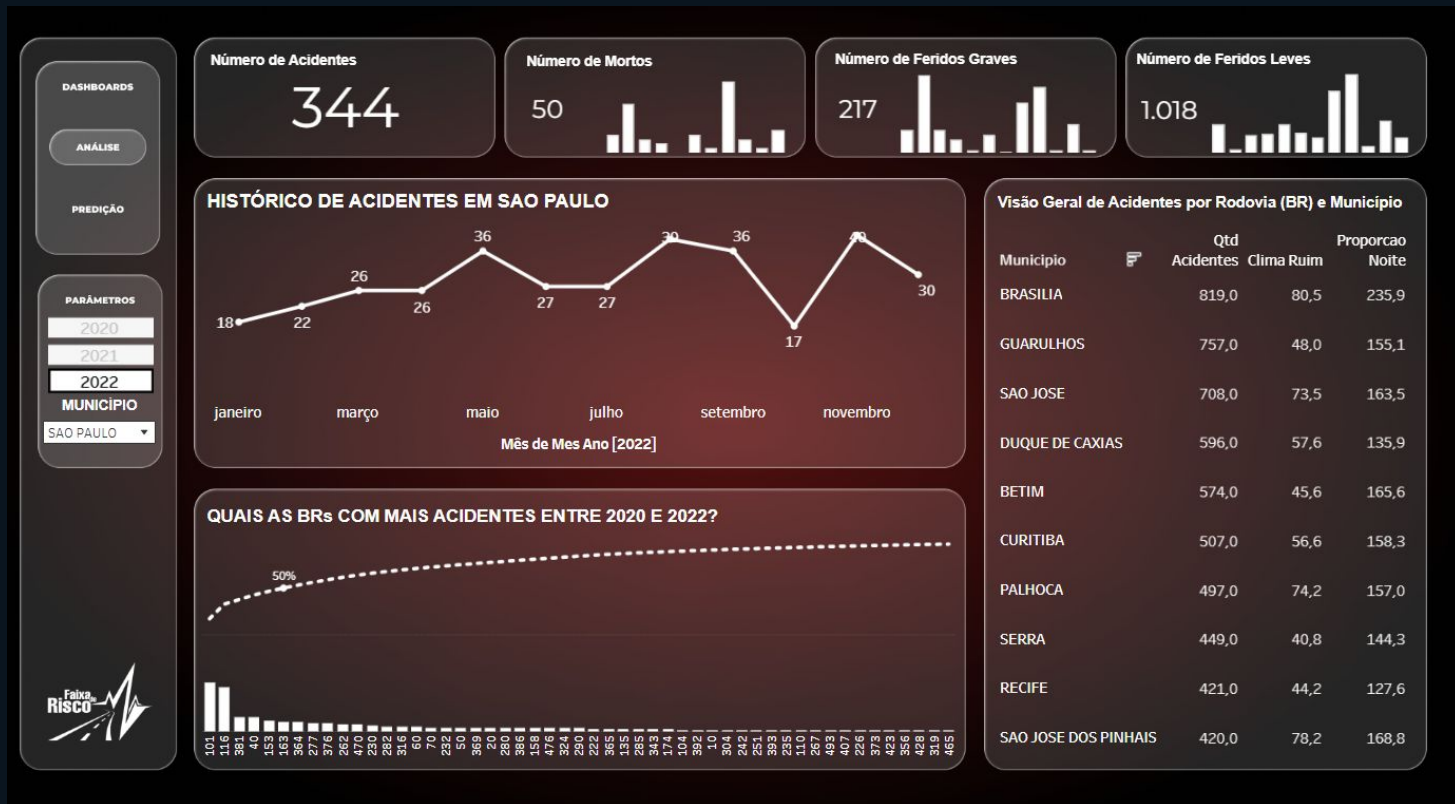 DASHBOARDS
ANÁLISE
PREDIÇÃO
PARÂMETROS
2020
2021
2022
MUNICÍPIO
SAO PAULO
Faixa de
Risco
Número de Acidentes
344
Número de Mortos
50
Número de Feridos Graves
217
Número de Feridos Leves
1.018
HISTÓRICO DE ACIDENTES EM SAO PAULO
18
22
26
26
36
27
27
39
36
17
40
30
janeiro março maio julho setembro novembro
Mês de Mes Ano [2022]
QUAIS AS BRs COM MAIS ACIDENTES ENTRE 2020 E 2022?
50%
101 116 381 40 153 163 364 277 376 262 470 230 282 316 60 70 232 50 369 20 280 386 158 476 324 290 222 365 135 285 343 174 104 392 10 304 242 251 393 235 110 267 493 407 226 373 423 356 428 319 465
Visão Geral de Acidentes por Rodovia (BR) e Município
Municipio Qtd Acidentes Clima Ruim Proporcao Noite
BRASILIA 819,0 80,5 235,9
GUARULHOS 757,0 48,0 155,1
SAO JOSE 708,0 73,5 163,5
DUQUE DE CAXIAS 596,0 57,6 135,9
BETIM 574,0 45,6 165,6
CURITIBA 507,0 56,6 158,3
PALHOCA 497,0 74,2 157,0
SERRA 449,0 40,8 144,3
RECIFE 421,0 44,2 127,6
SAO JOSE DOS PINHAIS 420,0 78,2 168,8